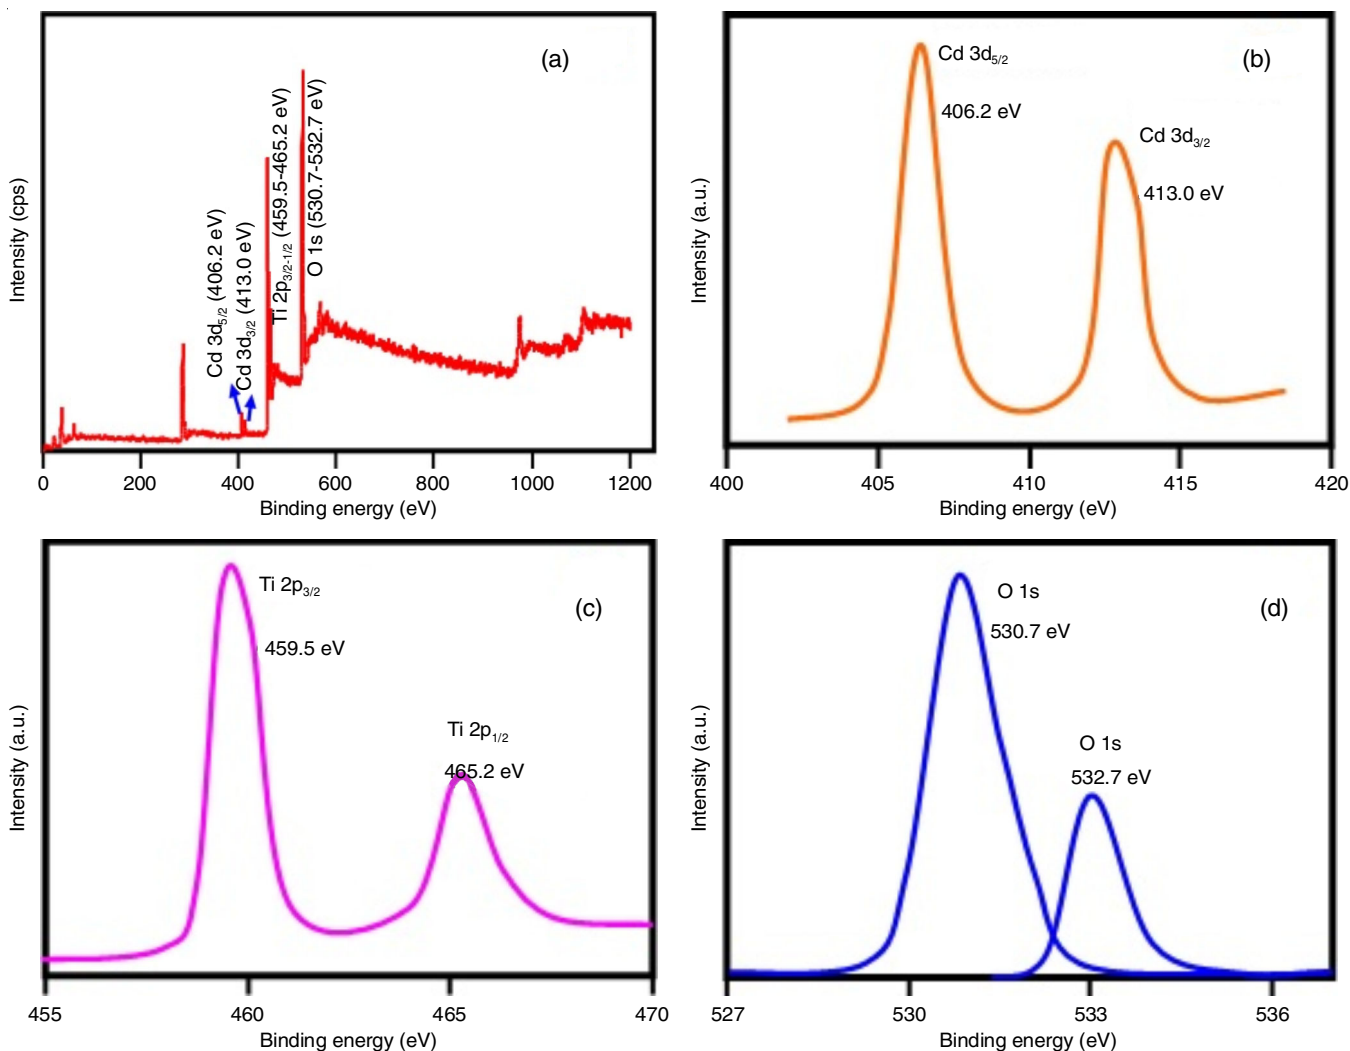 (a)
Intensity (cps)
Cd 3d5/2 (406.2 eV)
Cd 3d3/2 (413.0 eV)
Ti 2p3/2-1/2 (459.5-465.2 eV)
O 1s (530.7-532.7 eV)
0 200 400 600 800 1000 1200
Binding energy (eV)
(b)
Intensity (a.u.)
Cd 3d5/2
406.2 eV
Cd 3d3/2
413.0 eV
400 405 410 415 420
Binding energy (eV)
(c)
Intensity (a.u.)
Ti 2p3/2
459.5 eV
Ti 2p1/2
465.2 eV
455 460 465 470
Binding energy (eV)
(d)
Intensity (a.u.)
O 1s
530.7 eV
O 1s
532.7 eV
527 530 533 536
Binding energy (eV)